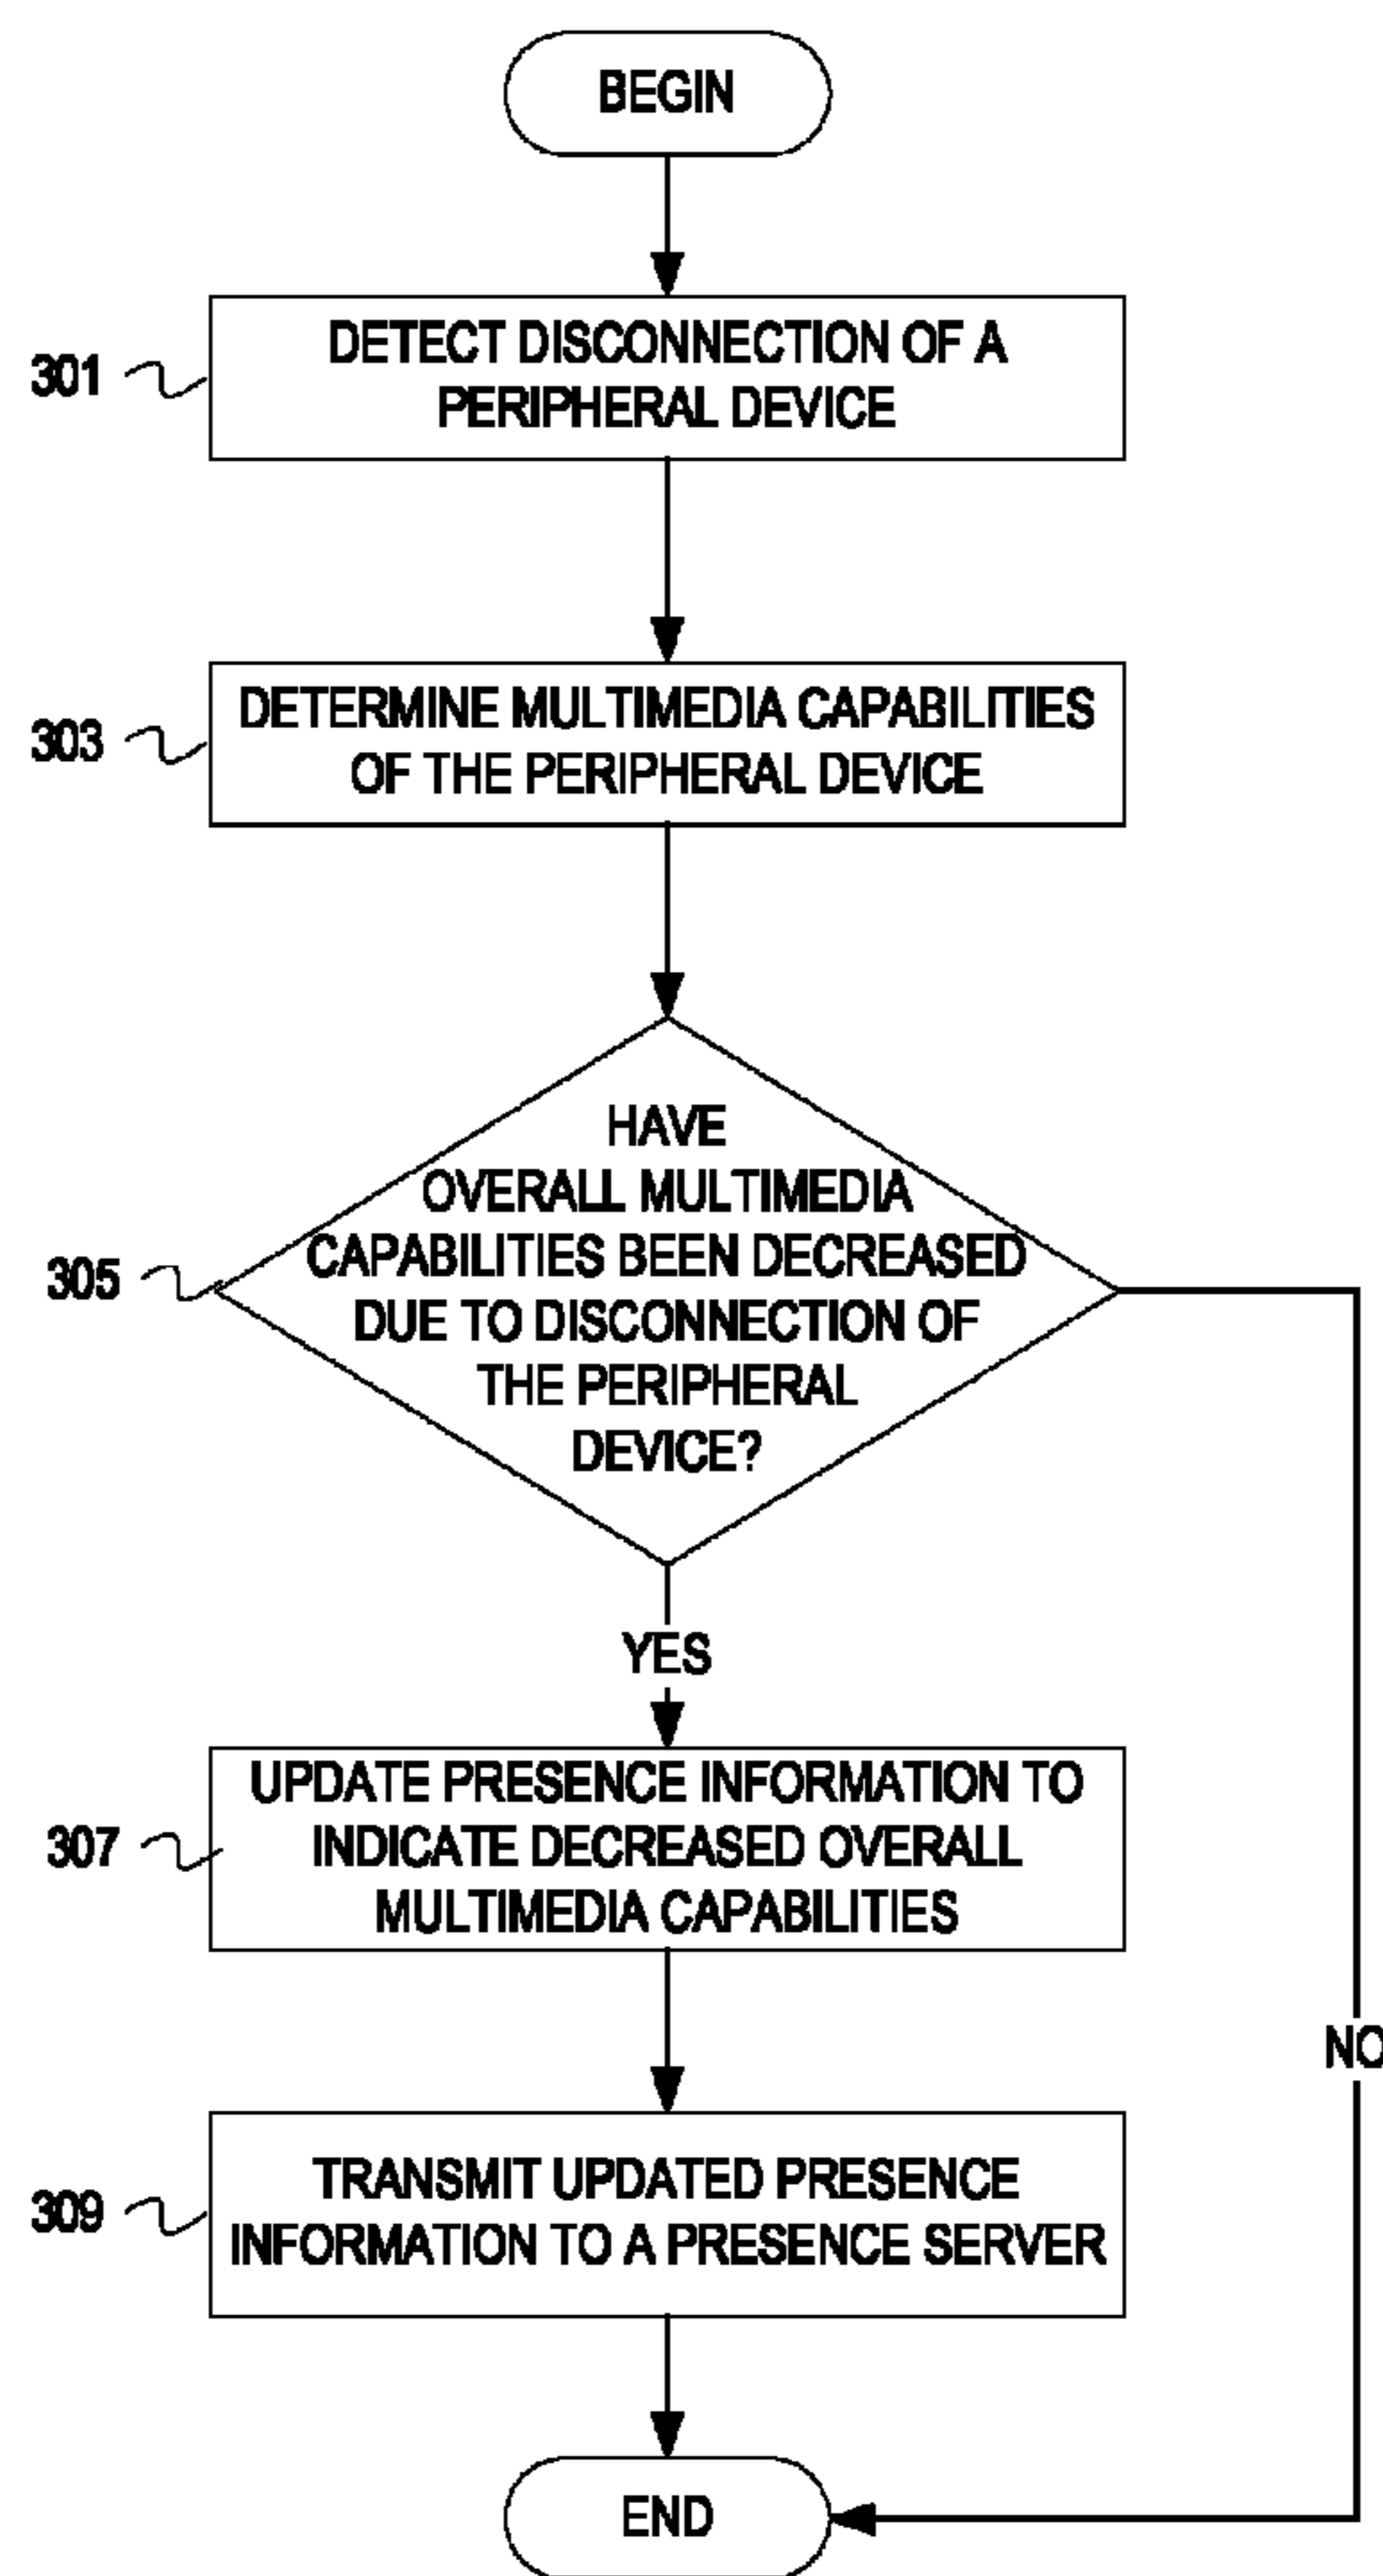 BEGIN
301
DETECT DISCONNECTION OF A
PERIPHERAL DEVICE
303
DETERMINE MULTIMEDIA CAPABILITIES
OF THE PERIPHERAL DEVICE
305
HAVE
OVERALL MULTIMEDIA
CAPABILITIES BEEN DECREASED
DUE TO DISCONNECTION OF
THE PERIPHERAL
DEVICE?
YES
307
UPDATE PRESENCE INFORMATION TO
INDICATE DECREASED OVERALL
MULTIMEDIA CAPABILITIES
NO
309
TRANSMIT UPDATED PRESENCE
INFORMATION TO A PRESENCE SERVER
END